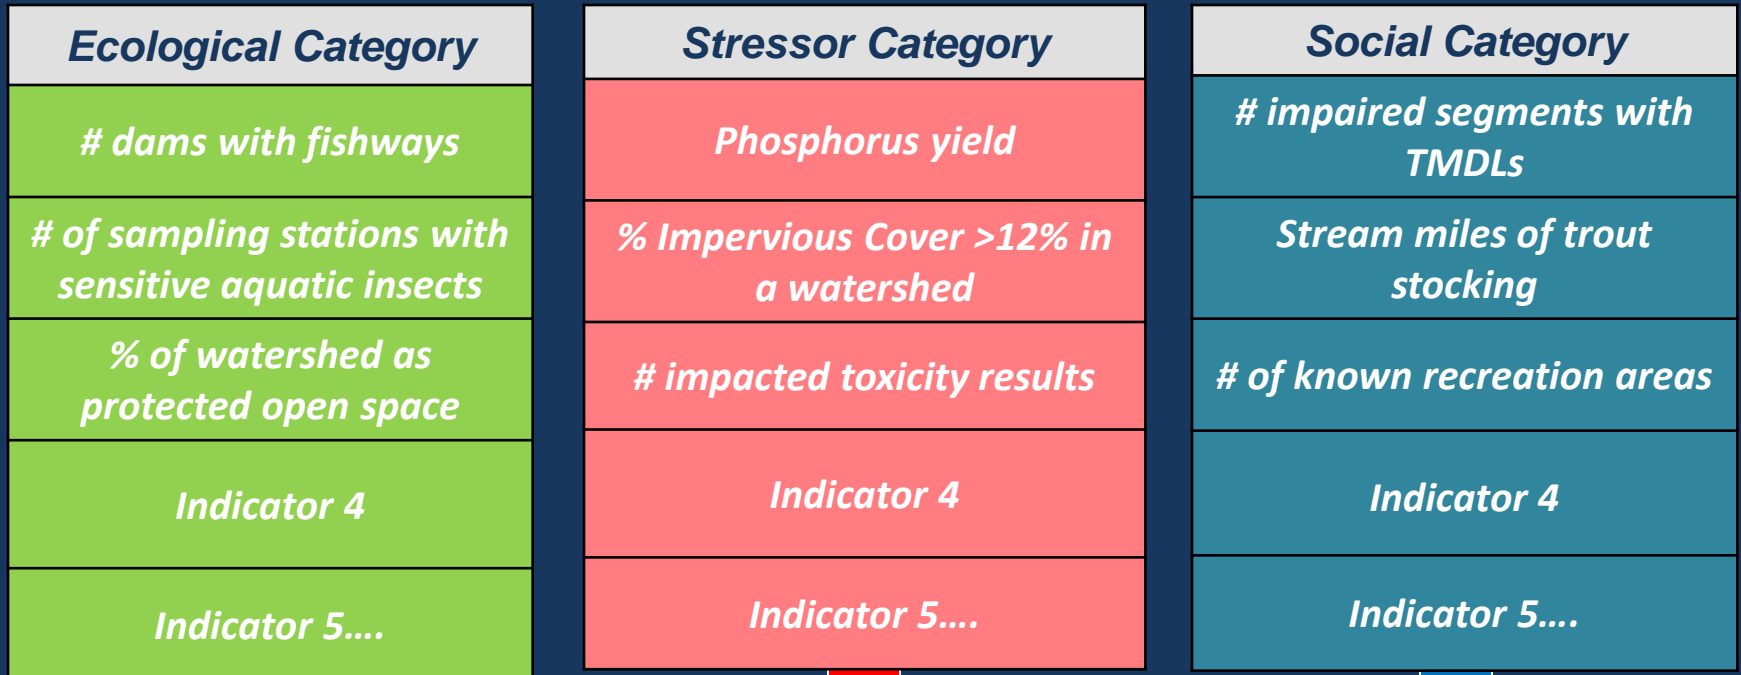 Ecological Category
# dams with fishways
# of sampling stations with
sensitive aquatic insects
% of watershed as
protected open space
Indicator 4
Indicator 5....
Stressor Category
Phosphorus yield
% Impervious Cover >12% in
a watershed
# impacted toxicity results
Indicator 4
Indicator 5....
Social Category
# impaired segments with
TMDLs
Stream miles of trout
stocking
# of known recreation areas
Indicator 4
Indicator 5....